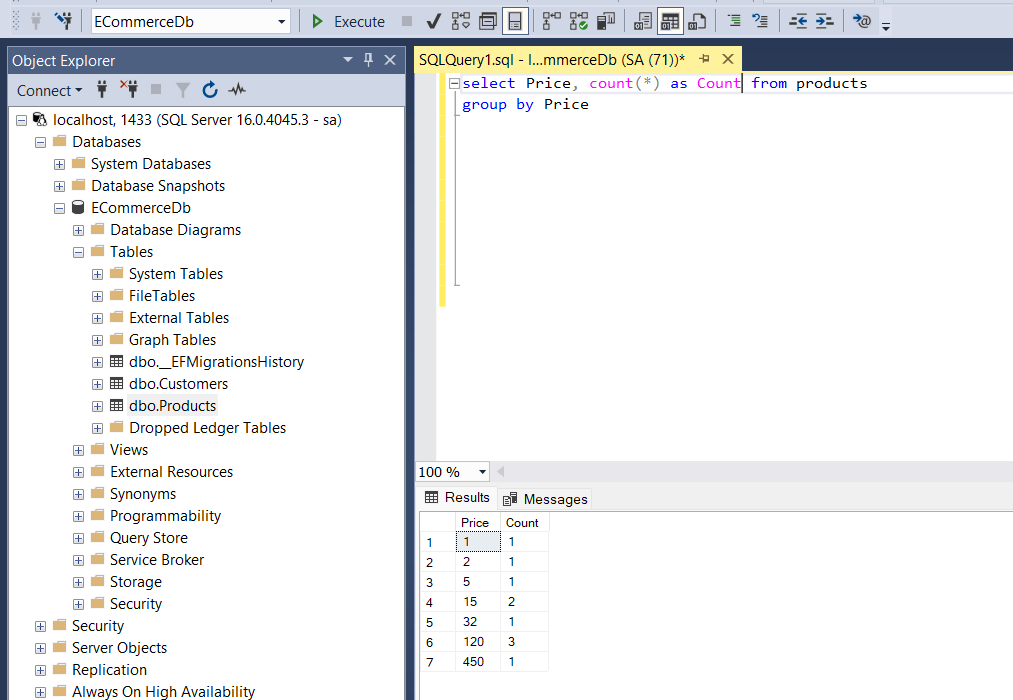 ECommerceDb
Execute
Object Explorer
Connect
localhost, 1433 (SQL Server 16.0.4045.3 - sa)
Databases
System Databases
Database Snapshots
ECommerceDb
Database Diagrams
Tables
System Tables
FileTables
External Tables
Graph Tables
dbo.__EFMigrationsHistory
dbo.Customers
dbo.Products
Dropped Ledger Tables
Views
External Resources
Synonyms
Programmability
Query Store
Service Broker
Storage
Security
Security
Server Objects
Replication
Always On High Availability
SQLQuery1.sql - l...mmerceDb (SA (71))*
select Price, count(*) as Count from products
group by Price
100 %
Results Messages
Price Count
1 1 1
2 2 1
3 5 1
4 15 2
5 32 1
6 120 3
7 450 1